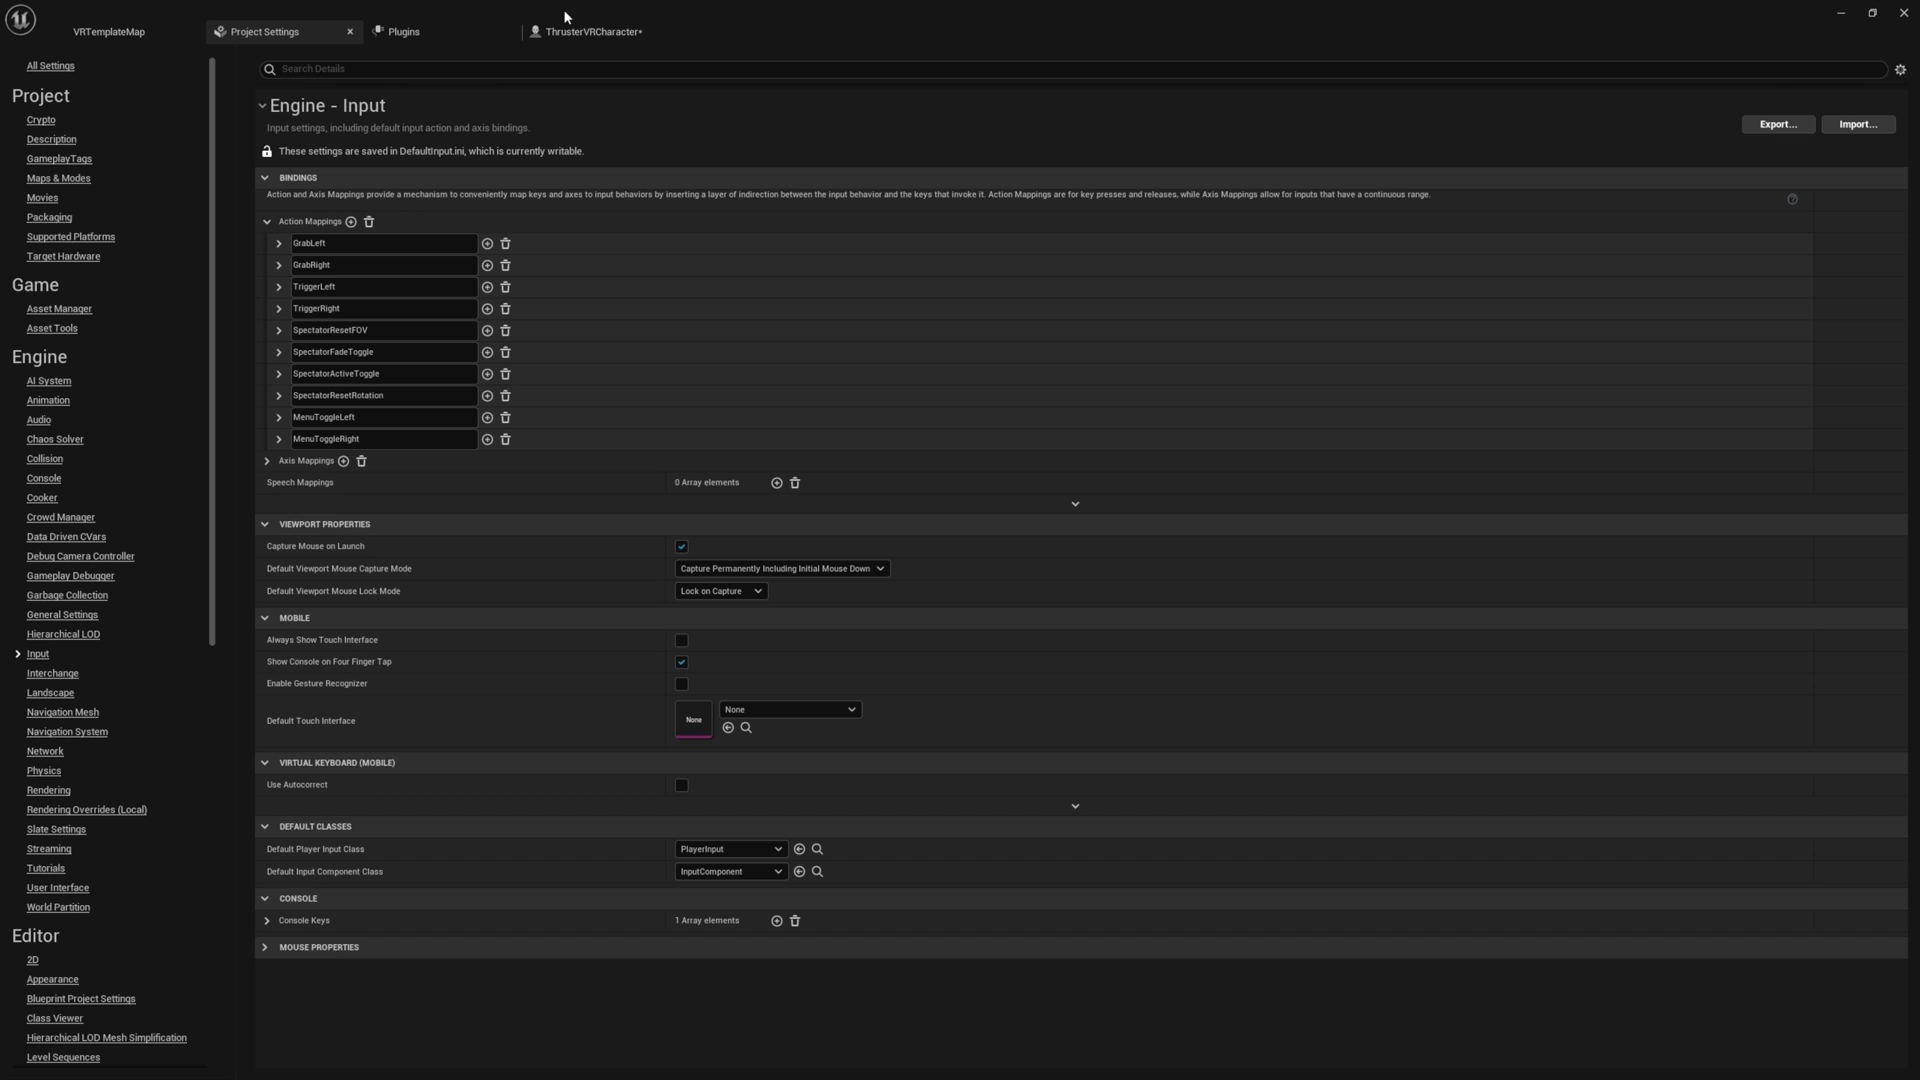 VRTemplateMap
Project Settings
Plugins
ThrusterVRCharacter*
All Settings
Project
Crypto
Description
GameplayTags
Maps & Modes
Movies
Packaging
Supported Platforms
Target Hardware
Game
Asset Manager
Asset Tools
Engine
AI System
Animation
Audio
Chaos Solver
Collision
Console
Cooker
Crowd Manager
Data Driven CVars
Debug Camera Controller
Gameplay Debugger
Garbage Collection
General Settings
Hierarchical LOD
Input
Interchange
Landscape
Navigation Mesh
Navigation System
Network
Physics
Rendering
Rendering Overrides (Local)
Slate Settings
Streaming
Tutorials
User Interface
World Partition
Editor
2D
Appearance
Blueprint Project Settings
Class Viewer
Hierarchical LOD Mesh Simplification
Level Sequences
Search Details
Engine - Input
Input settings, including default input action and axis bindings.
Export...
Import...
These settings are saved in DefaultInput.ini, which is currently writable.
BINDINGS
Action and Axis Mappings provide a mechanism to conveniently map keys and axes to input behaviors by inserting a layer of indirection between the input behavior and the keys that invoke it. Action Mappings are for key presses and releases, while Axis Mappings allow for inputs that have a continuous range.
Action Mappings
GrabLeft
GrabRight
TriggerLeft
TriggerRight
SpectatorResetFOV
SpectatorFadeToggle
SpectatorActiveToggle
SpectatorResetRotation
MenuToggleLeft
MenuToggleRight
Axis Mappings
Speech Mappings 0 Array elements
VIEWPORT PROPERTIES
Capture Mouse on Launch
Default Viewport Mouse Capture Mode Capture Permanently Including Initial Mouse Down
Default Viewport Mouse Lock Mode Lock on Capture
MOBILE
Always Show Touch Interface
Show Console on Four Finger Tap
Enable Gesture Recognizer
Default Touch Interface None None
VIRTUAL KEYBOARD (MOBILE)
Use Autocorrect
DEFAULT CLASSES
Default Player Input Class PlayerInput
Default Input Component Class InputComponent
CONSOLE
Console Keys 1 Array elements
MOUSE PROPERTIES